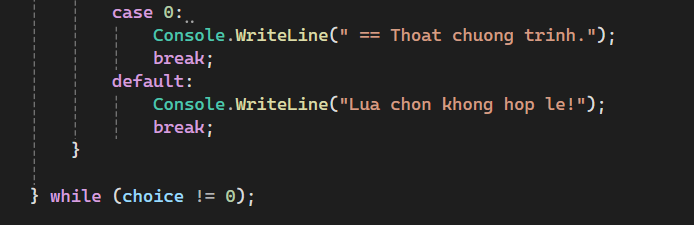 case 0:
Console.WriteLine(" == Thoat chuong trinh.");
break;
default:
Console.WriteLine("Lua chon khong hop le!");
break;
}
} while (choice != 0);